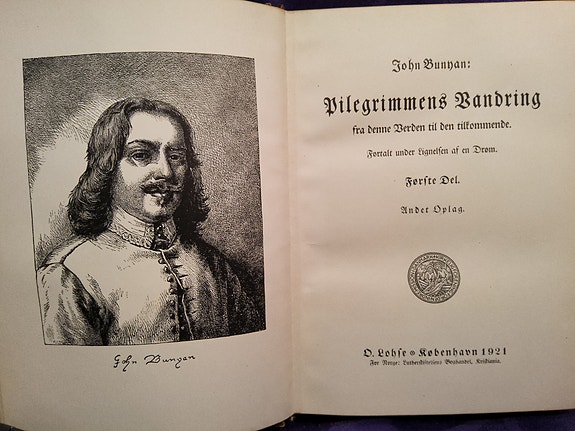 John Bunyan
John Bunyan:
Pilegrimmens Vandring
fra denne Verden til den tilkommende.
Fortalt under Lignelsen af en Drøm.
Første Del.
Andet Oplag.
O. Lohse København 1921
For Norge: Lutherstiftelsens Boghandel, Kristiania.